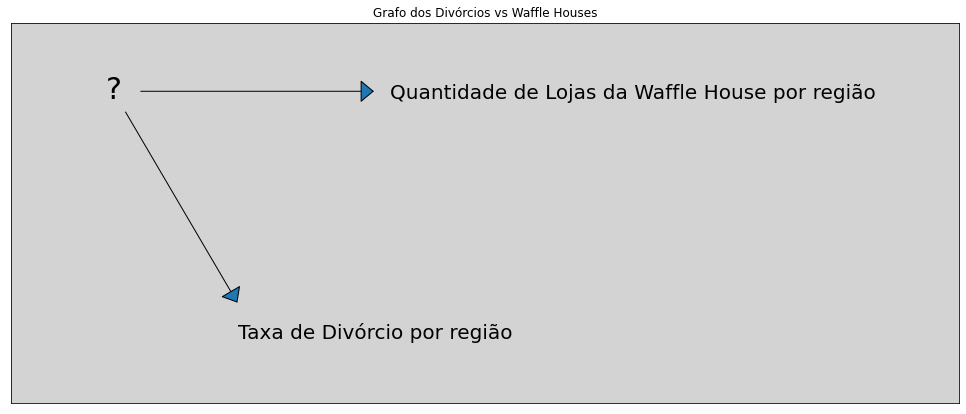 Grafo dos Divórcios vs Waffle Houses
?
Quantidade de Lojas da Waffle House por região
Taxa de Divórcio por região